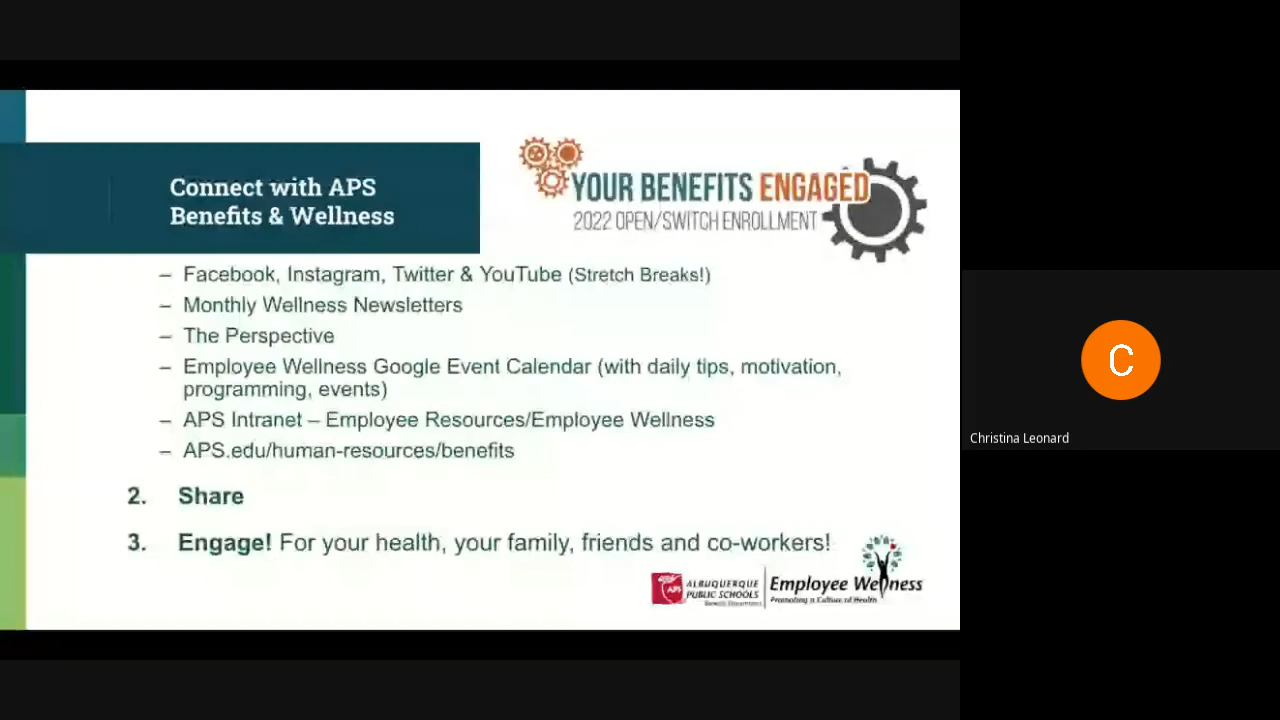 Connect with APS
Benefits & Wellness
YOUR BENEFITS ENGAGED
2022 OPEN/SWITCH ENROLLMENT
– Facebook, Instagram, Twitter & YouTube (Stretch Breaks!)
– Monthly Wellness Newsletters
– The Perspective
– Employee Wellness Google Event Calendar (with daily tips, motivation,
programming, events)
– APS Intranet – Employee Resources/Employee Wellness
– APS.edu/human-resources/benefits
2. Share
3. Engage! For your health, your family, friends and co-workers!
APS
ALBUQUERQUE
PUBLIC SCHOOLS
Benefits Department
Employee Wellness
Promoting a Culture of Health
C
Christina Leonard